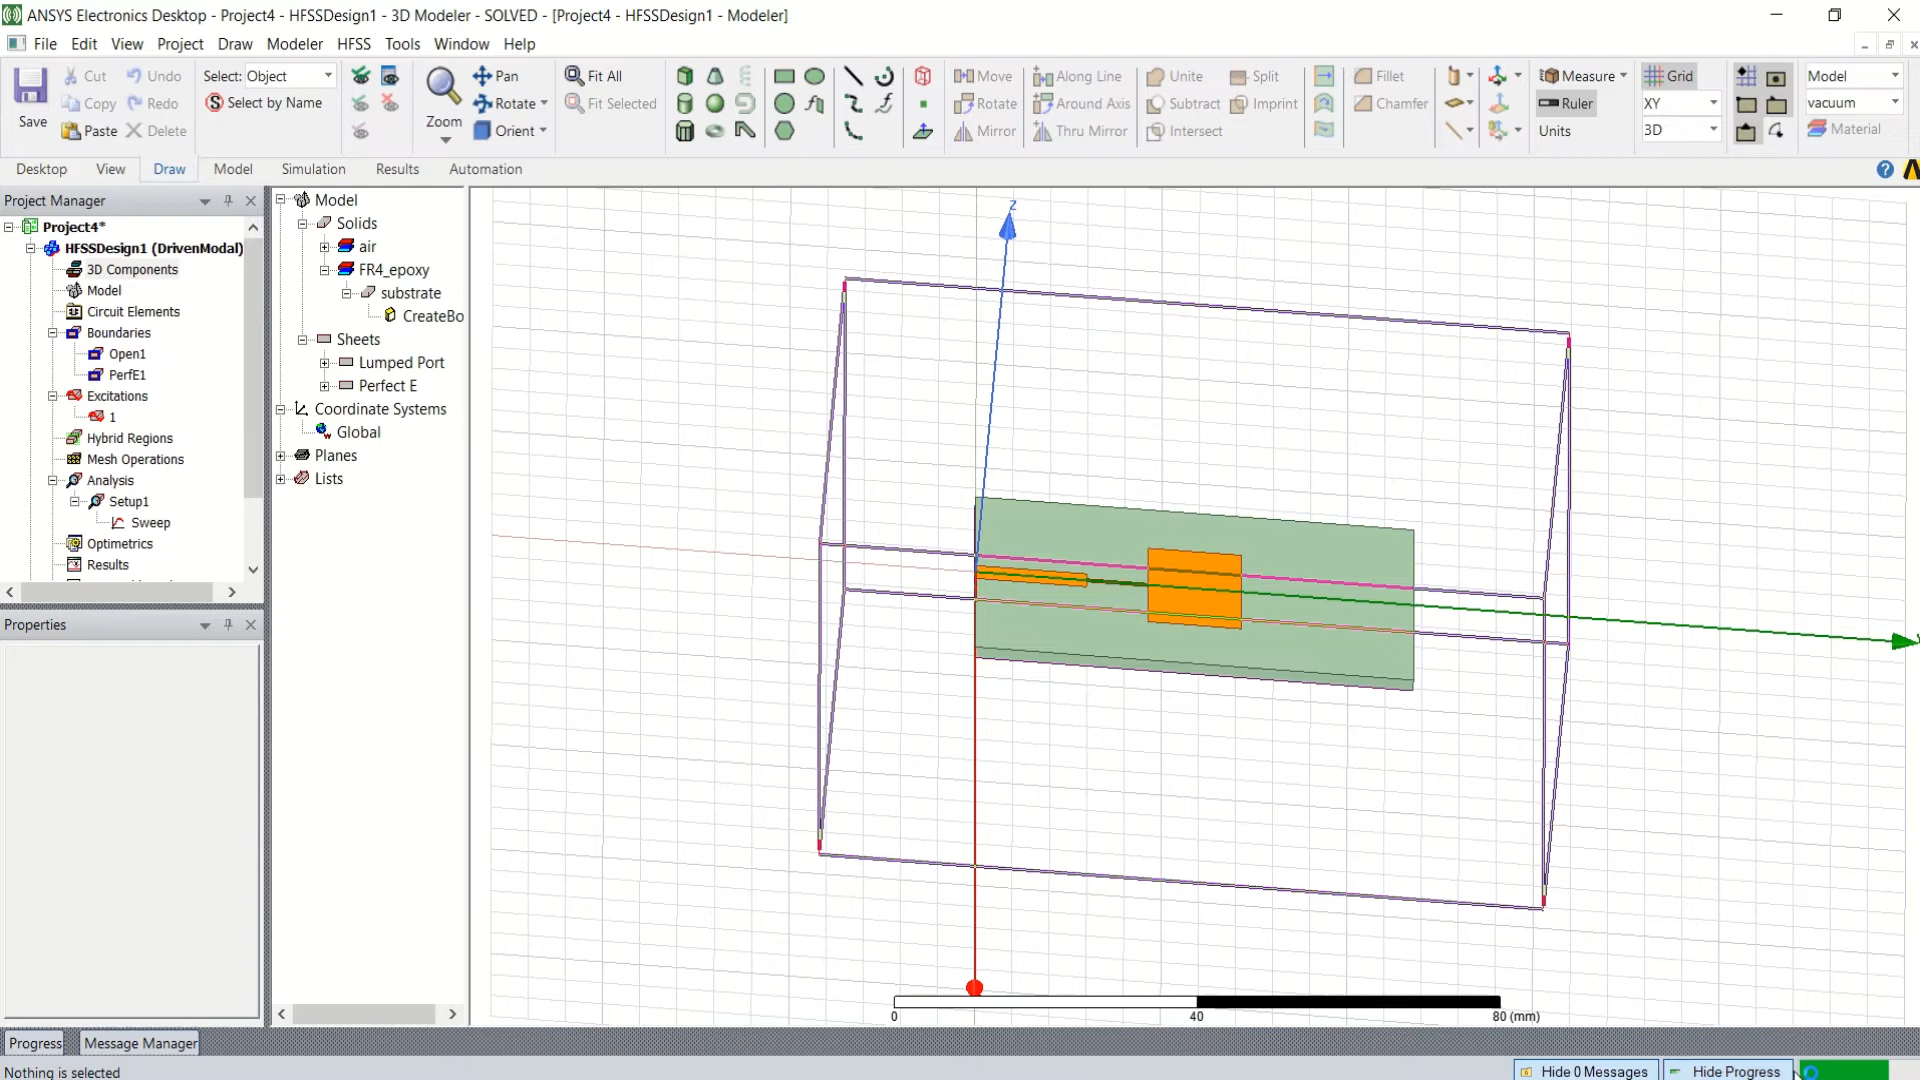 ANSYS Electronics Desktop - Project4 - HFSSDesign1 - 3D Modeler - SOLVED - [Project4 - HFSSDesign1 - Modeler]
File Edit View Project Draw Modeler HFSS Tools Window Help
Save
Cut Undo
Copy Redo
Paste Delete
Select: Object
Select by Name
Zoom
Pan
Rotate
Orient
Fit All
Fit Selected
Move
Rotate
Mirror
Along Line
Around Axis
Thru Mirror
Unite Split
Subtract Imprint
Intersect
Fillet
Chamfer
Measure
Ruler
Units
Grid
XY
3D
Model
vacuum
Material
Desktop View Draw Model Simulation Results Automation
Project Manager
Project4*
HFSSDesign1 (DrivenModal)
3D Components
Model
Circuit Elements
Boundaries
Open1
PerfE1
Excitations
1
Hybrid Regions
Mesh Operations
Analysis
Setup1
Sweep
Optimetrics
Results
Properties
Model
Solids
air
FR4_epoxy
substrate
CreateBo
Sheets
Lumped Port
Perfect E
Coordinate Systems
Global
Planes
Lists
Z
0 40 80 (mm)
Progress Message Manager
Nothing is selected
Hide 0 Messages Hide Progress